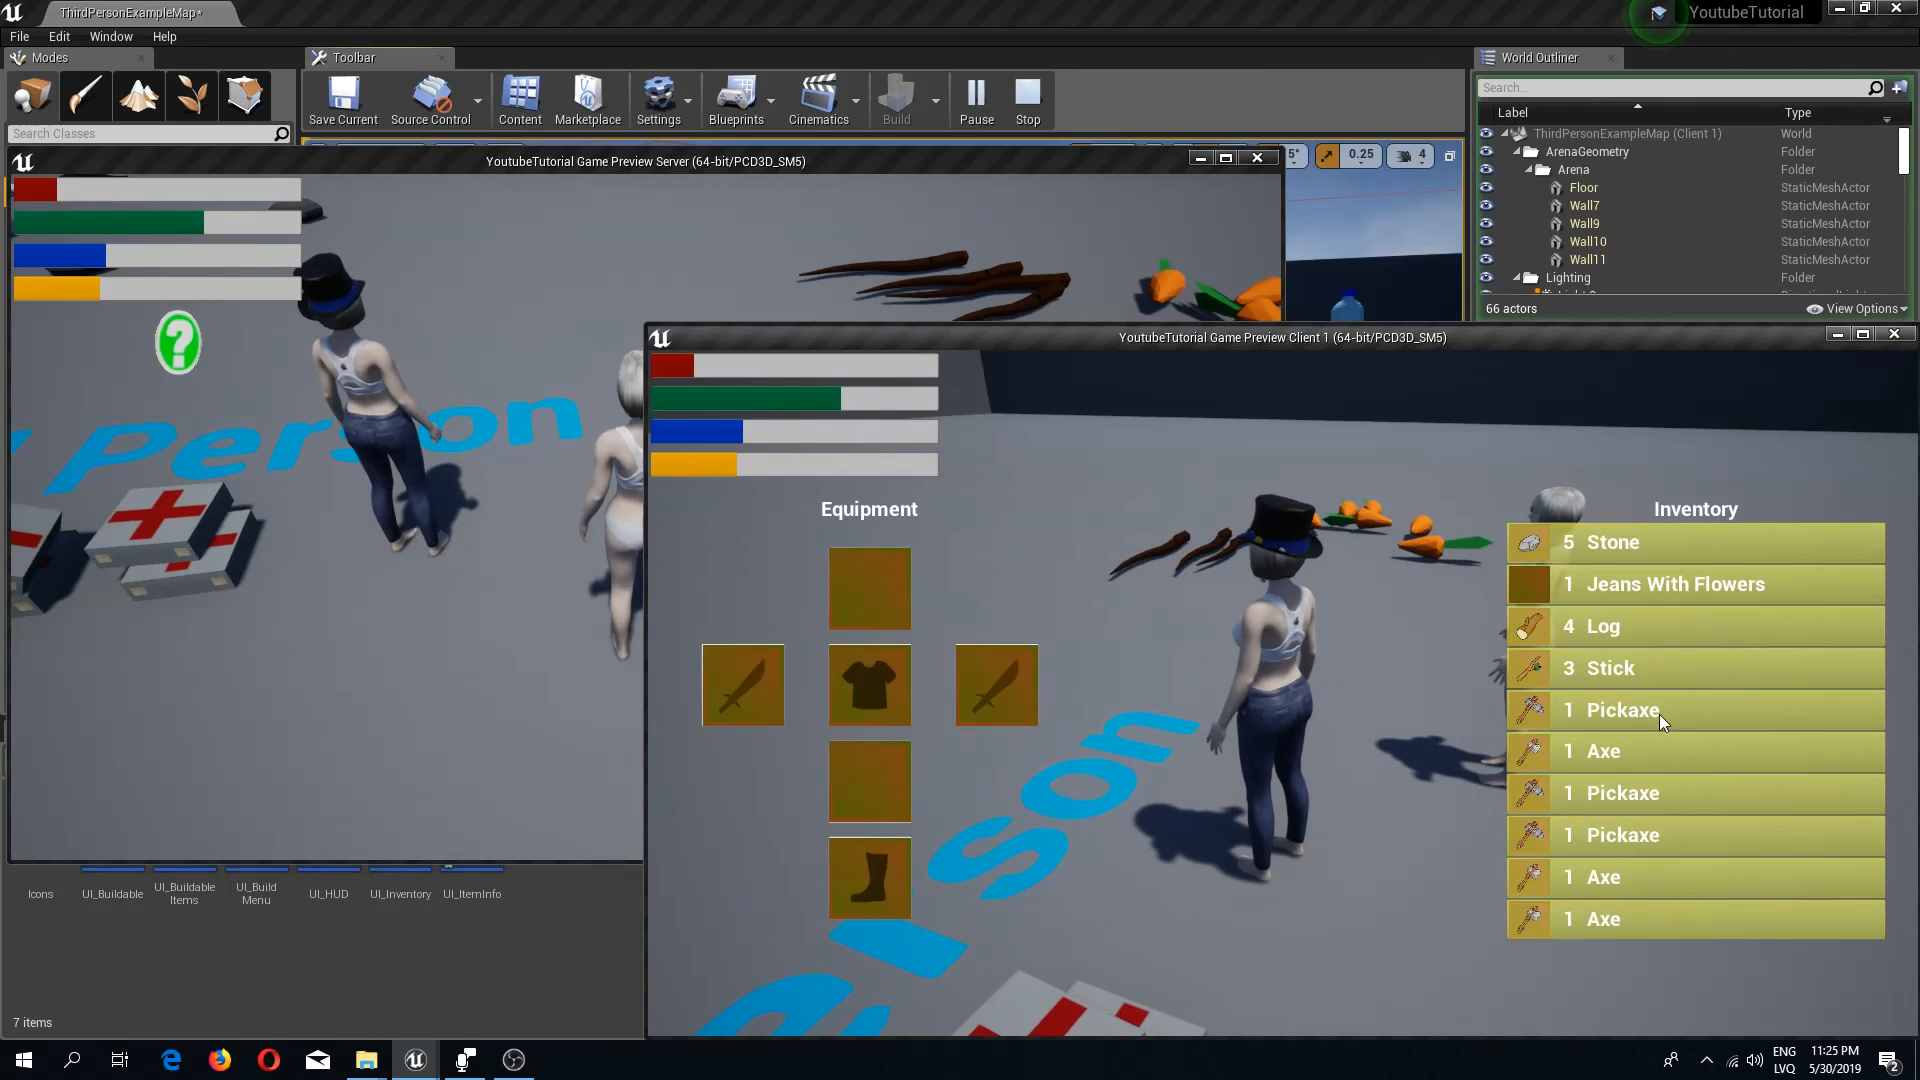 ThirdPersonExampleMap*
YoutubeTutorial
File Edit Window Help
Modes
Toolbar
World Outliner
Save Current
Source Control
Content
Marketplace
Settings
Blueprints
Cinematics
Build
Pause
Stop
Search Classes
Search...
Label Type
ThirdPersonExampleMap (Client 1) World
ArenaGeometry Folder
Arena Folder
Floor StaticMeshActor
Wall7 StaticMeshActor
Wall9 StaticMeshActor
Wall10 StaticMeshActor
Wall11 StaticMeshActor
Lighting Folder
66 actors
View Options
5°
0.25
4
YoutubeTutorial Game Preview Server (64-bit/PCD3D_SM5)
?
Person
YoutubeTutorial Game Preview Client 1 (64-bit/PCD3D_SM5)
Equipment
Inventory
5 Stone
1 Jeans With Flowers
4 Log
3 Stick
1 Pickaxe
1 Axe
1 Pickaxe
1 Pickaxe
1 Axe
1 Axe
son
Icons
UI_Buildable
UI_Buildable
Items
UI_Build
Menu
UI_HUD
UI_Inventory
UI_ItemInfo
7 items
ENG
LVQ
11:25 PM
5/30/2019
2